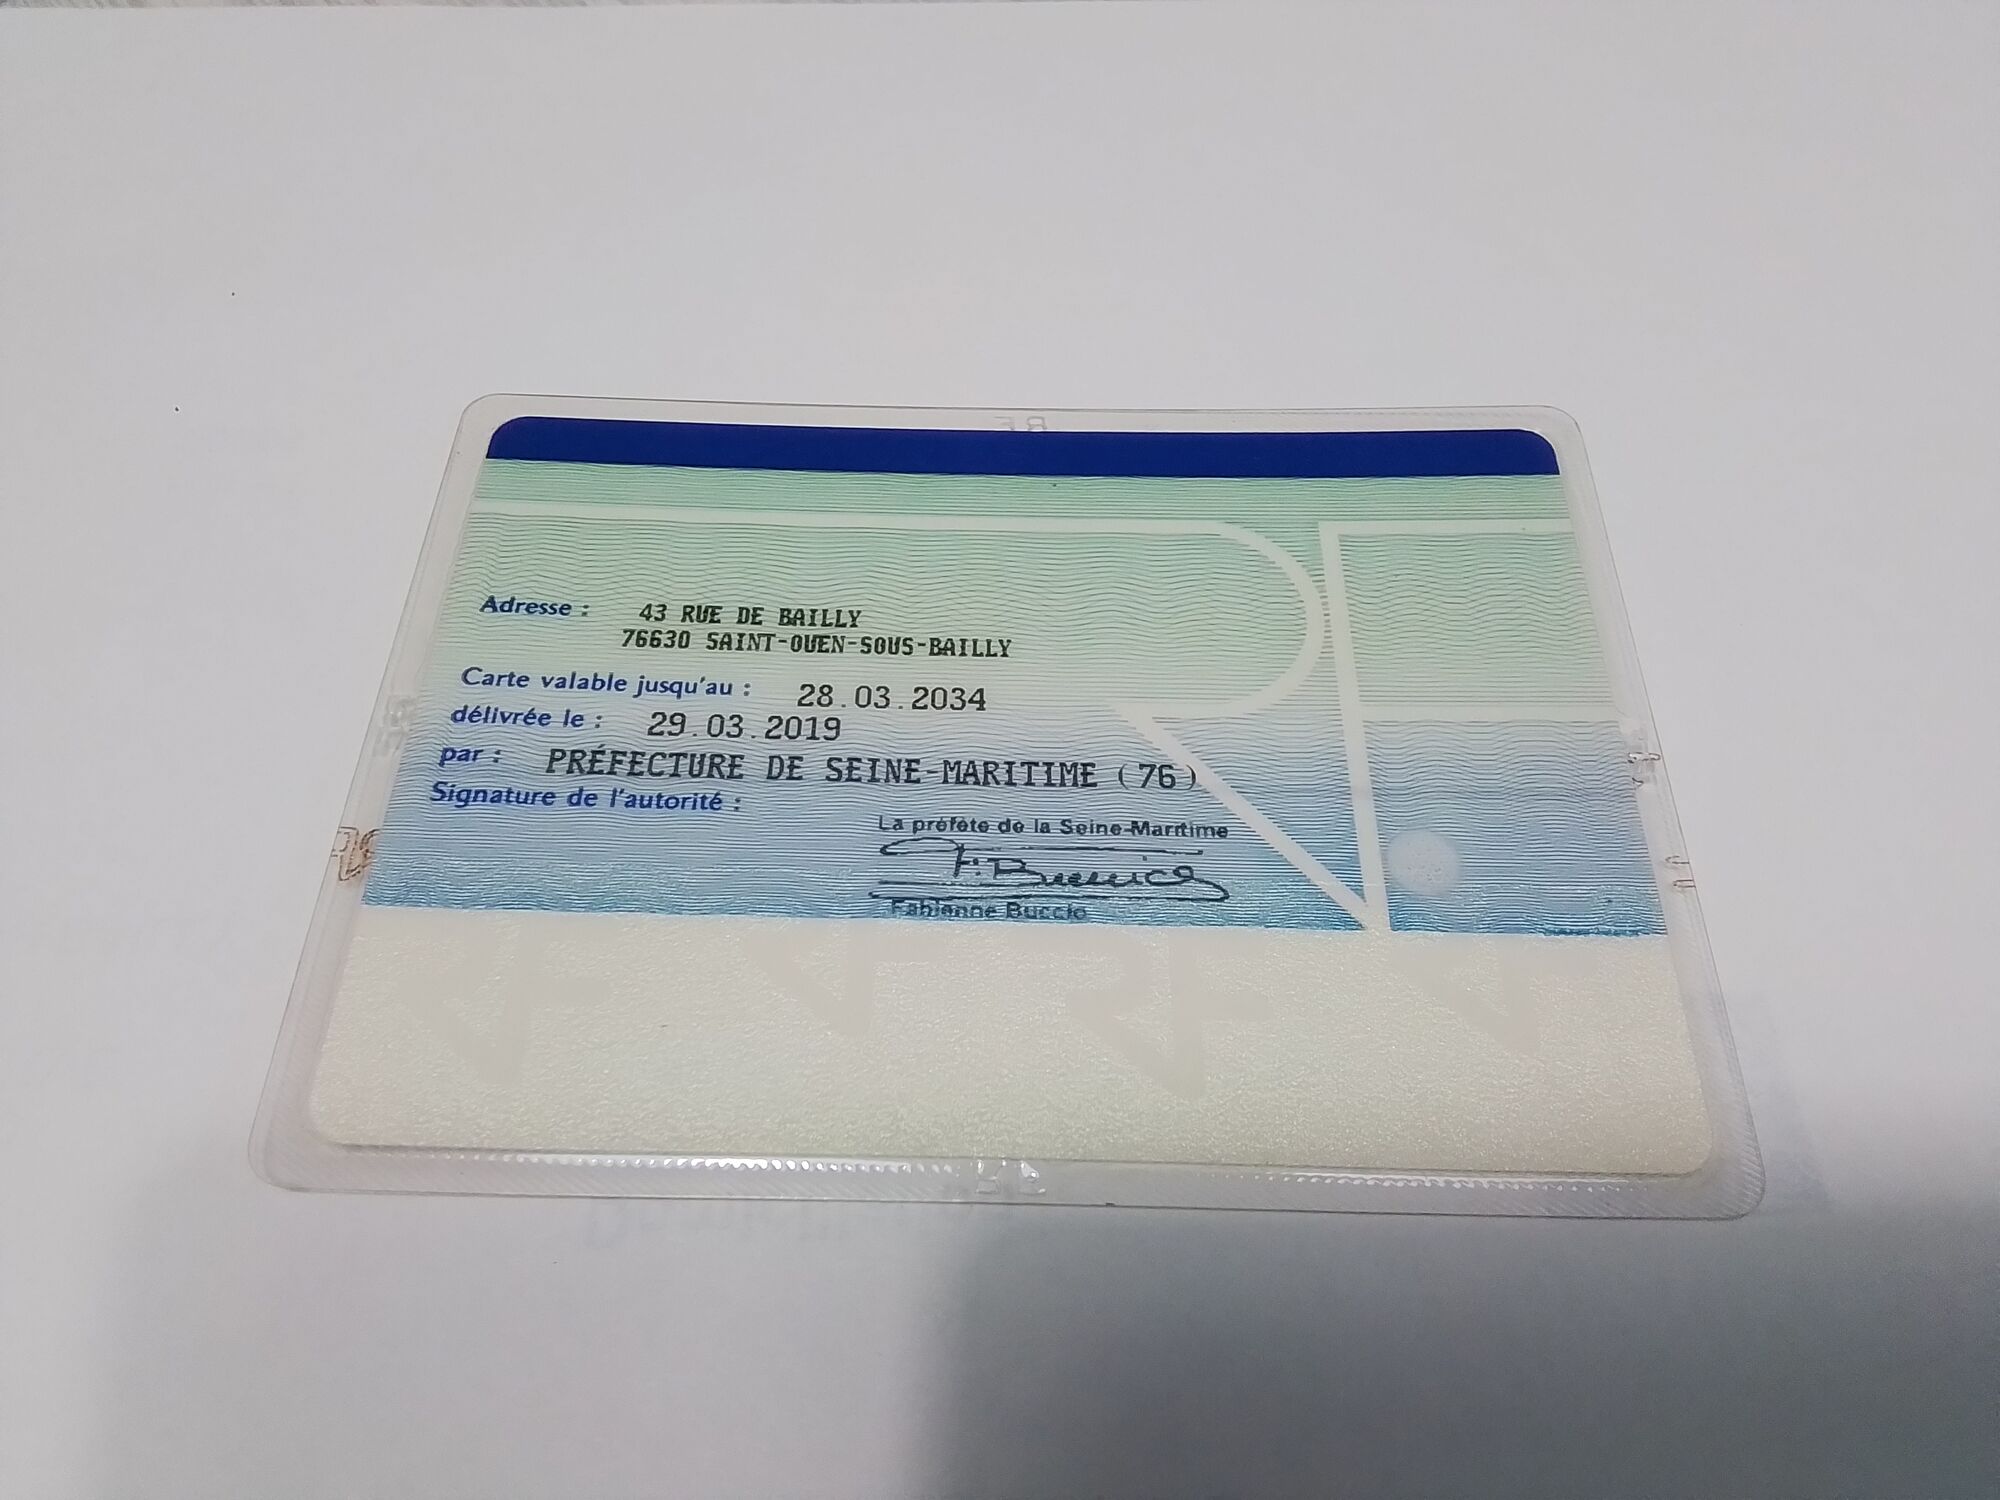 Adresse : 43 RUE DE BAILLY
76630 SAINT-OUEN-SOUS-BAILLY
Carte valable jusqu'au : 28.03.2034
délivrée le : 29.03.2019
par : PRÉFECTURE DE SEINE-MARITIME (76)
Signature de l'autorité :
La préfète de la Seine-Maritime
F. Buccio
Fabienne Buccio
RF